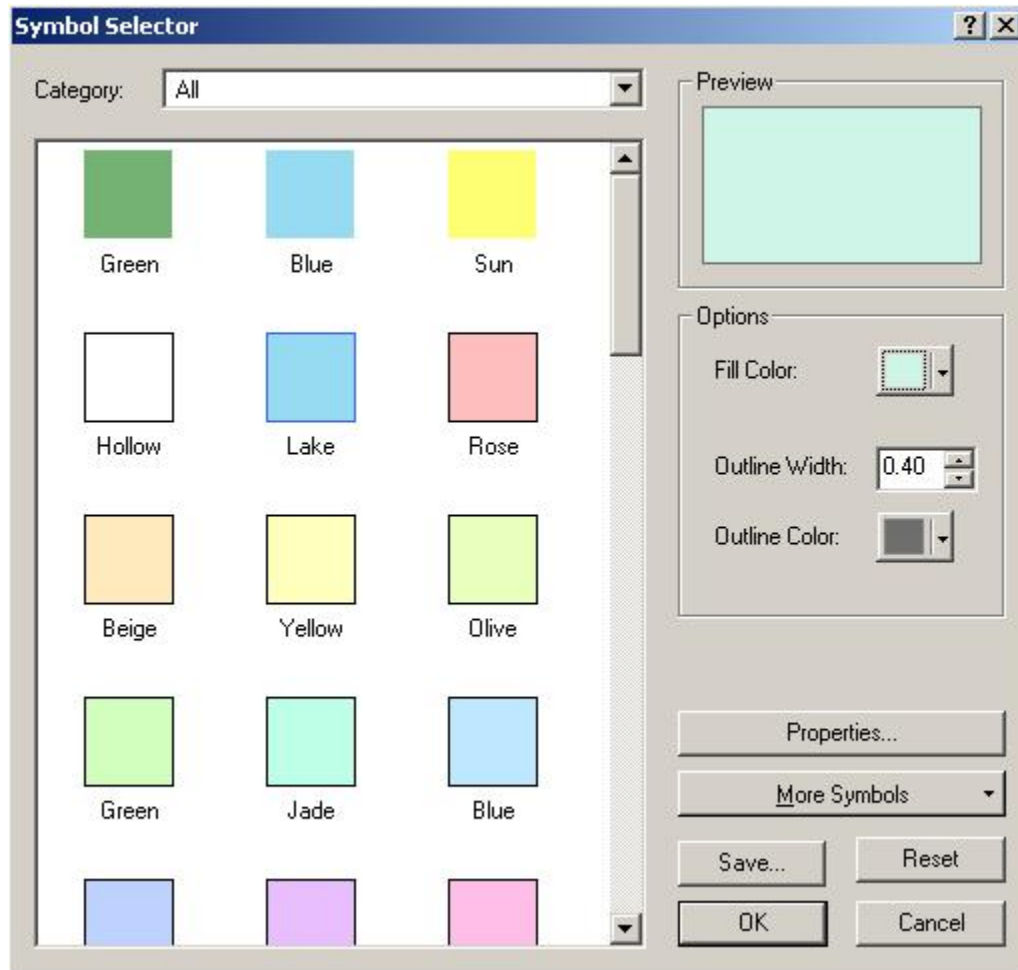 Symbol Selector
Category: All
Green Blue Sun
Hollow Lake Rose
Beige Yellow Olive
Green Jade Blue
Preview
Options
Fill Color:
Outline Width: 0.40
Outline Color:
Properties...
More Symbols
Save... Reset
OK Cancel